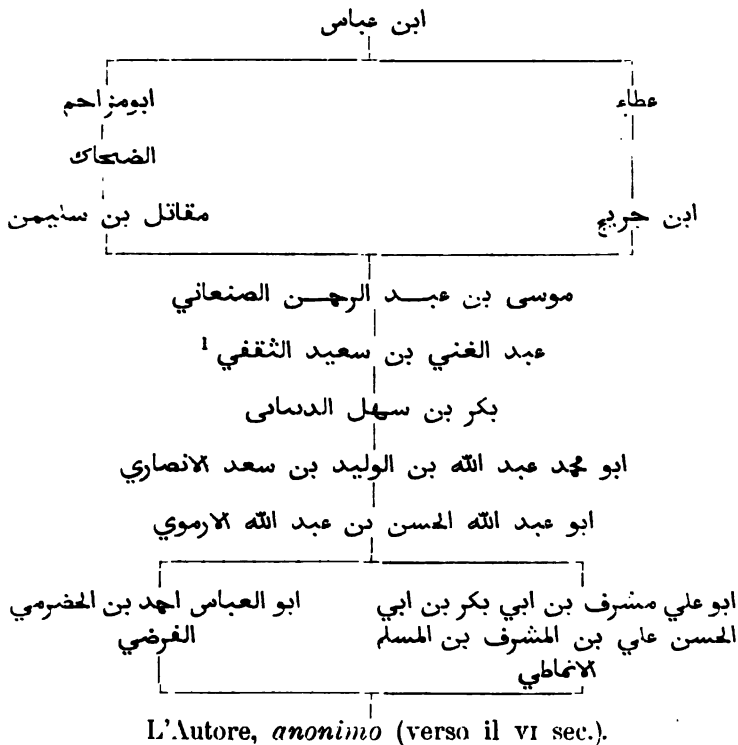 ابن عباس
عطاء
ابومزاحم
الضحاك
ابن جريج
مقاتل بن سليمن
موسى بن عبد الرحمن الصنعاني
عبد الغني بن سعيد الثقفي ¹
بكر بن سهل
ابو محمد عبد الله بن الوليد بن سعد الانصاري
ابو عبد الله الحسن بن عبد الله الارموي
ابو علي مشرف بن ابي بكر بن ابي
الحسن علي بن المشرف بن المسلم
الانماطي
ابو العباس احمد بن الحضرمي
الفرضي
L'Autore, anonimo (verso il VI sec.).